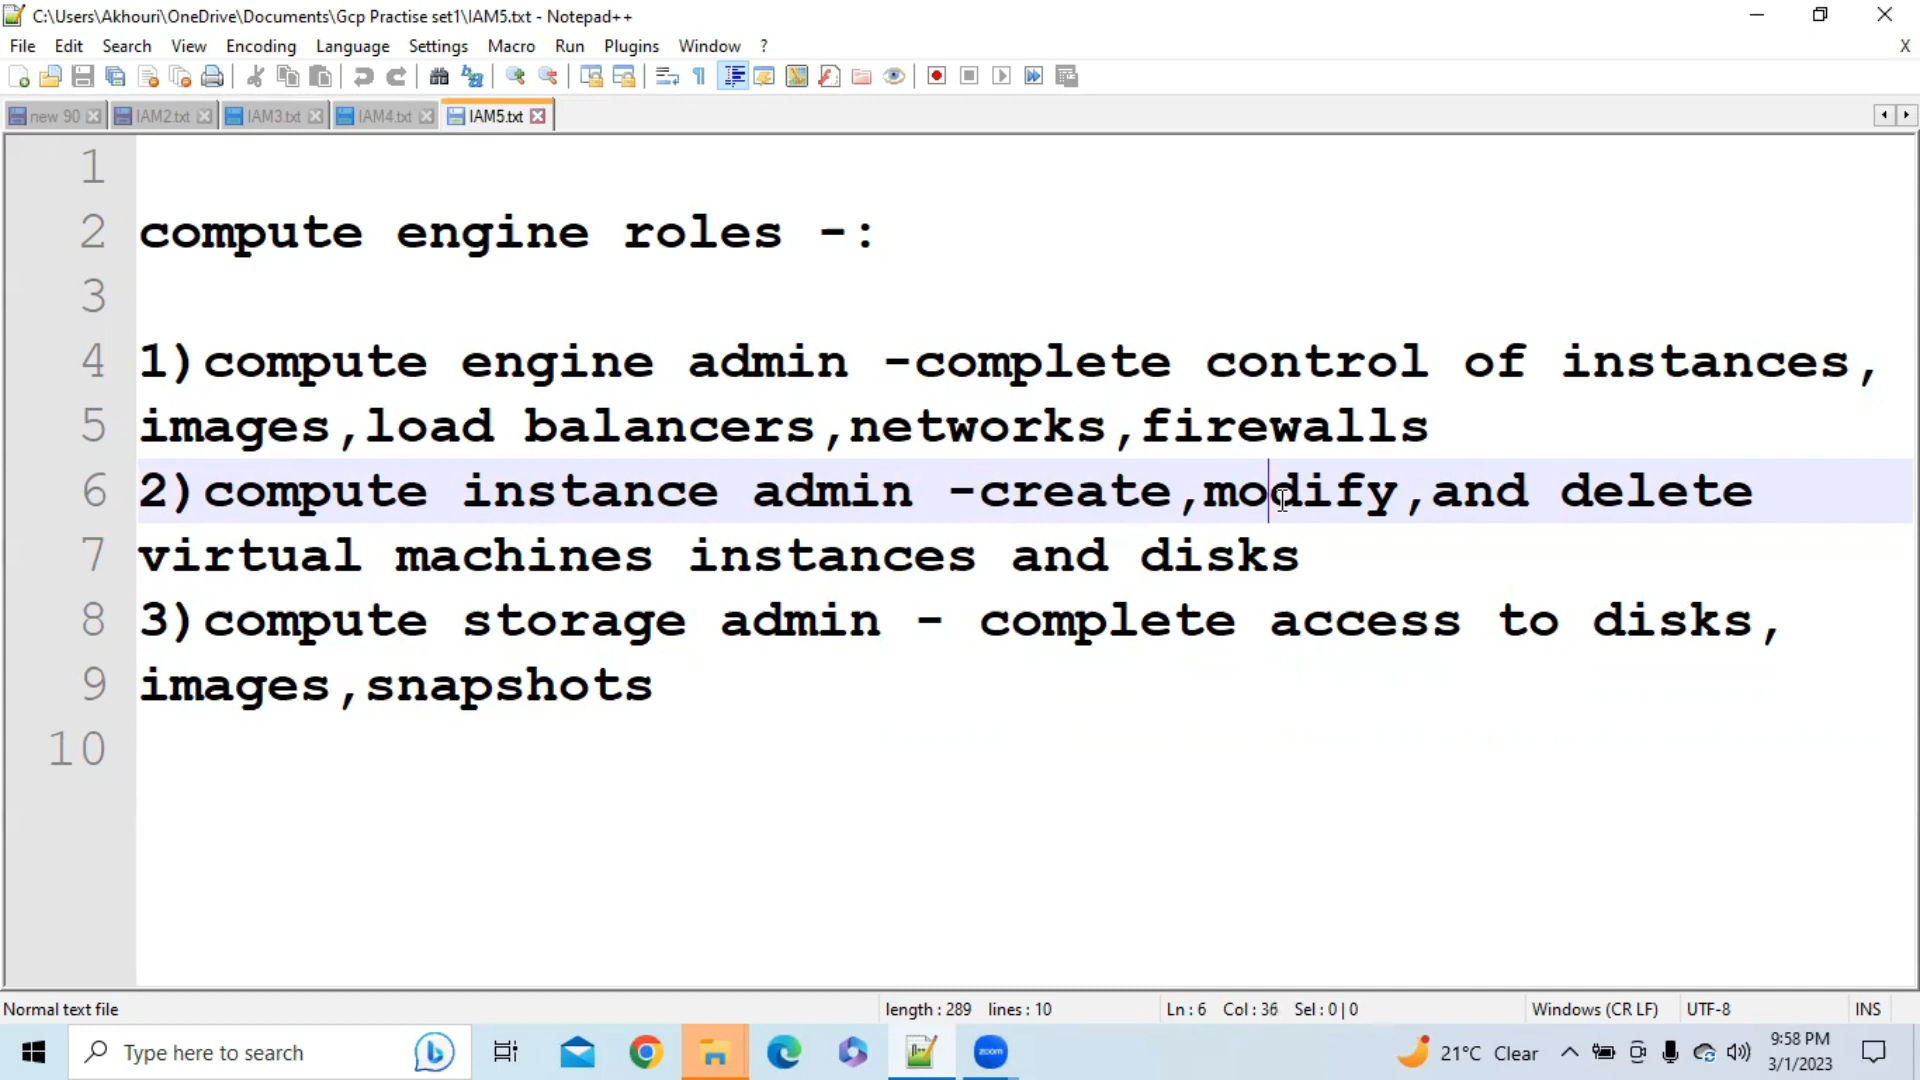 C:\Users\Akhouri\OneDrive\Documents\Gcp Practise set1\IAM5.txt - Notepad++
File Edit Search View Encoding Language Settings Macro Run Plugins Window ? X
new 90 IAM2.txt IAM3.txt IAM4.txt IAM5.txt
1
2 compute engine roles -:
3
4 1)compute engine admin -complete control of instances,
5 images,load balancers,networks,firewalls
6 2)compute instance admin -create,modify,and delete
7 virtual machines instances and disks
8 3)compute storage admin - complete access to disks,
9 images,snapshots
10
Normal text file length : 289 lines : 10 Ln : 6 Col : 36 Sel : 0 | 0 Windows (CR LF) UTF-8 INS
Type here to search zoom 21°C Clear 9:58 PM
3/1/2023